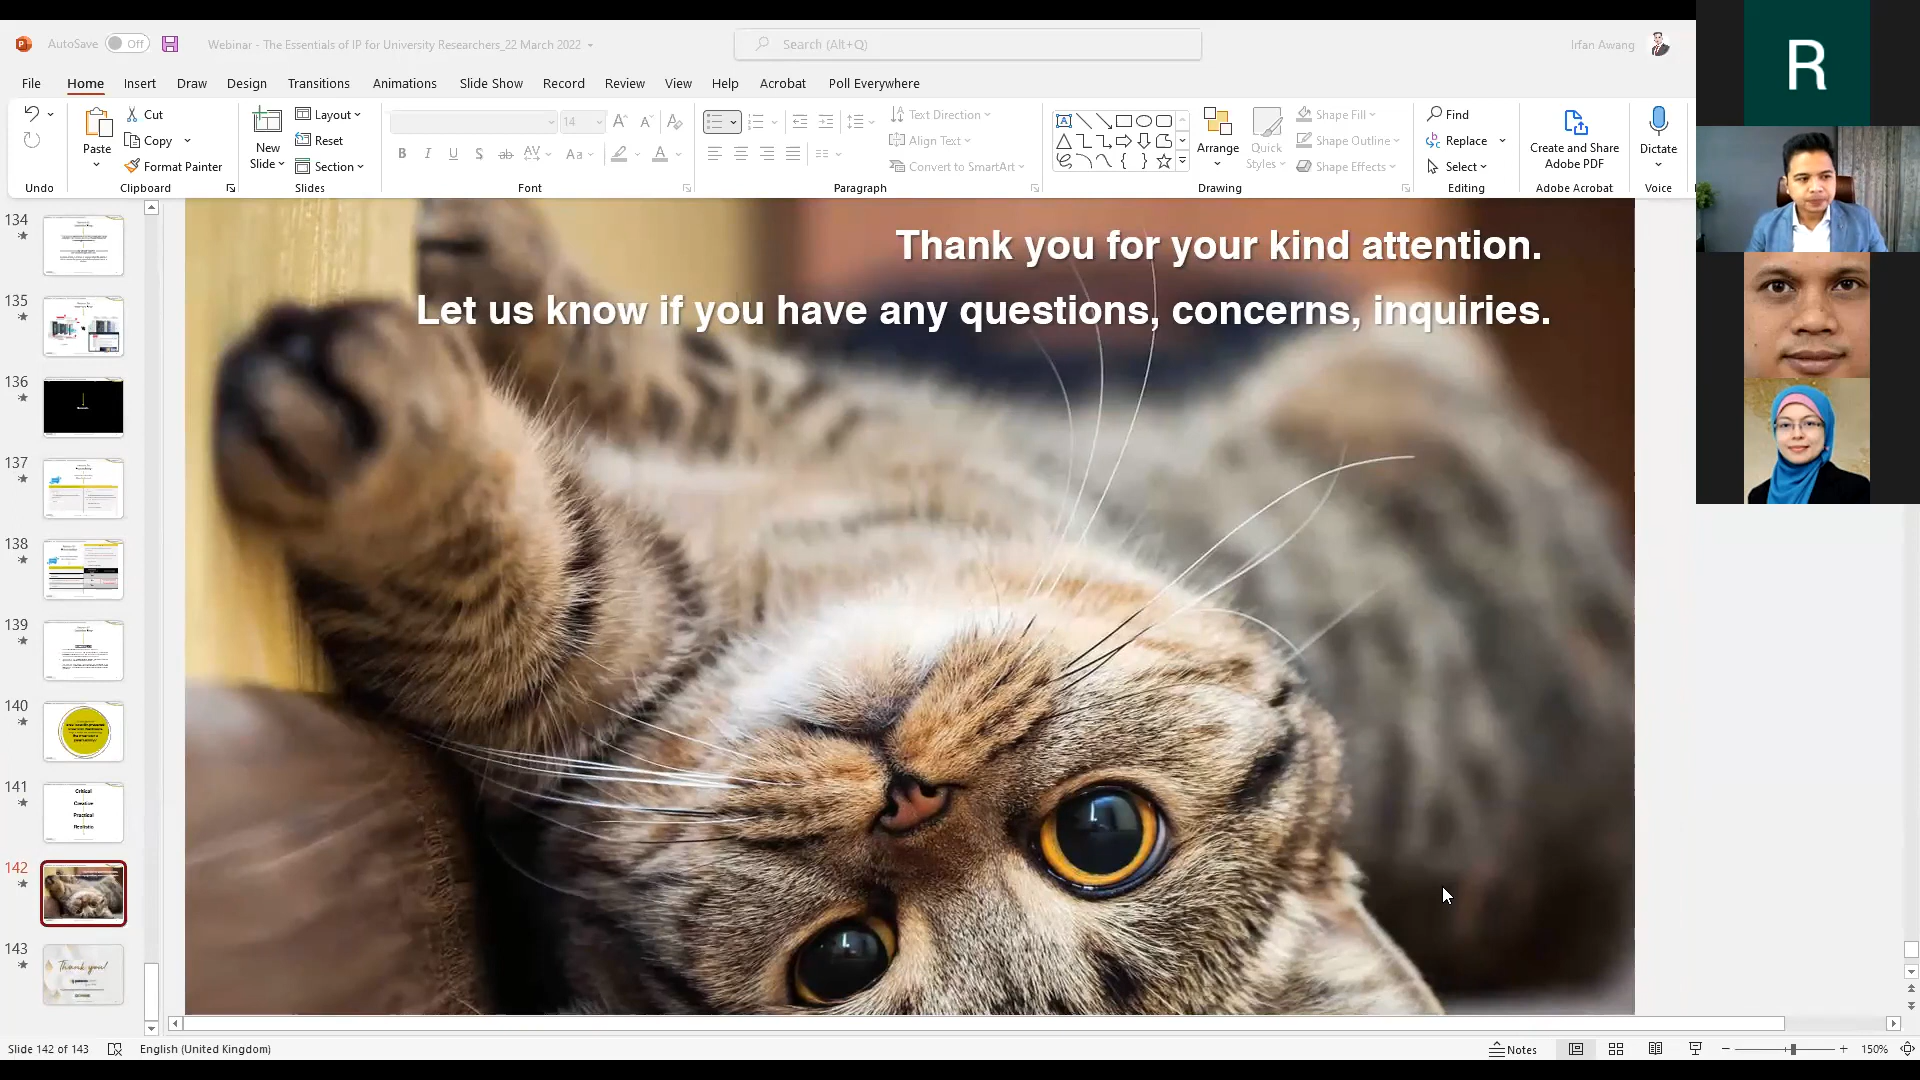 AutoSave Off
Webinar - The Essentials of IP for University Researchers_22 March 2022
Search (Alt+Q)
Irfan Awang
R
File Home Insert Draw Design Transitions Animations Slide Show Record Review View Help Acrobat Poll Everywhere
Undo
Paste
Cut
Copy
Format Painter
Clipboard
New
Slide
Layout
Reset
Section
Slides
14
B I U S ab AV Aa A
Font
Text Direction
Align Text
Convert to SmartArt
Paragraph
Arrange
Quick
Styles
Shape Fill
Shape Outline
Shape Effects
Drawing
Find
Replace
Select
Editing
Create and Share
Adobe PDF
Adobe Acrobat
Dictate
Voice
134
135
136
137
138
139
140
141
Critical
Creative
Practical
Realistic
142
143
Thank you!
Thank you for your kind attention.
Let us know if you have any questions, concerns, inquiries.
Slide 142 of 143
English (United Kingdom)
Notes
150%